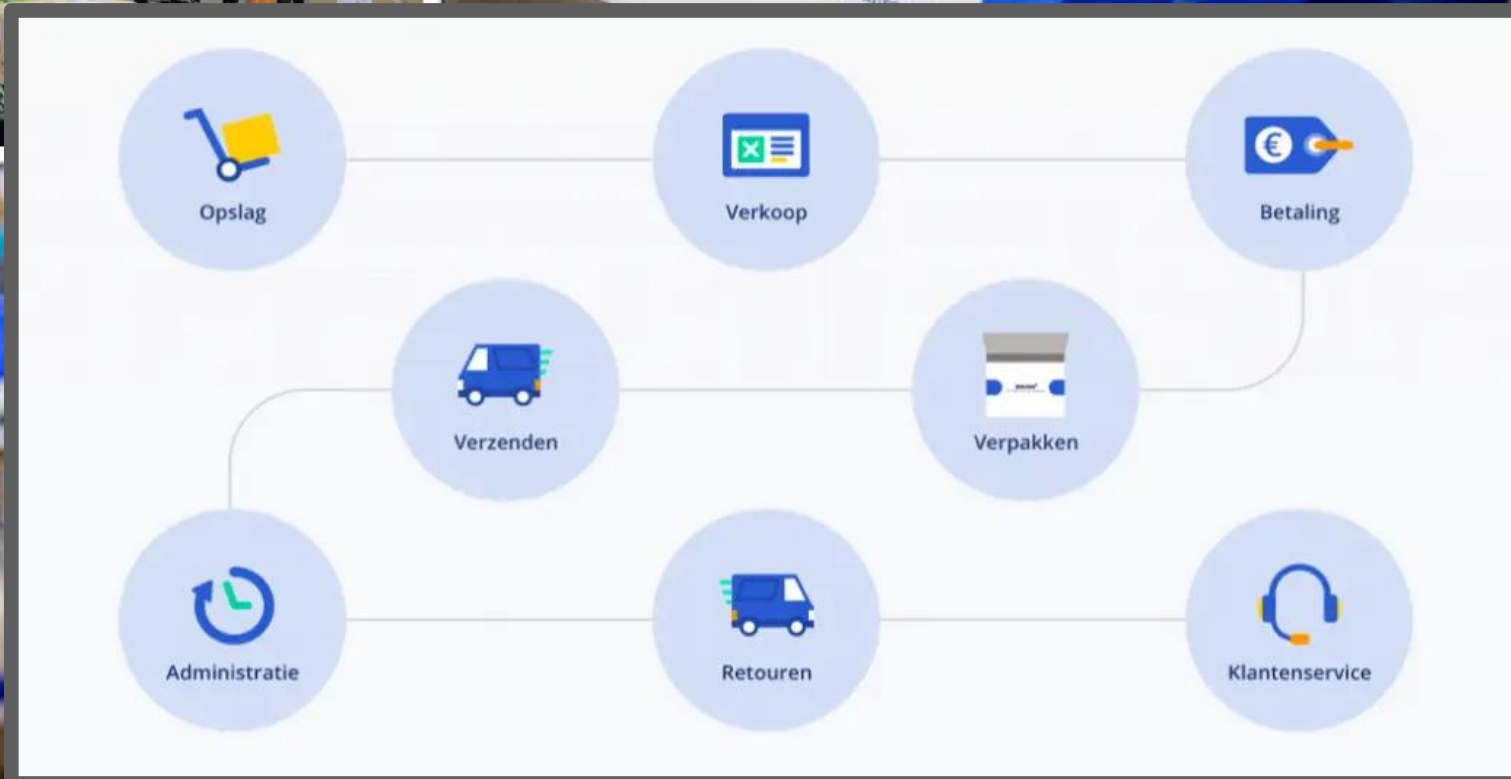 Opslag
Verkoop
Betaling
Verzenden
Verpakken
Administratie
Retouren
Klantenservice